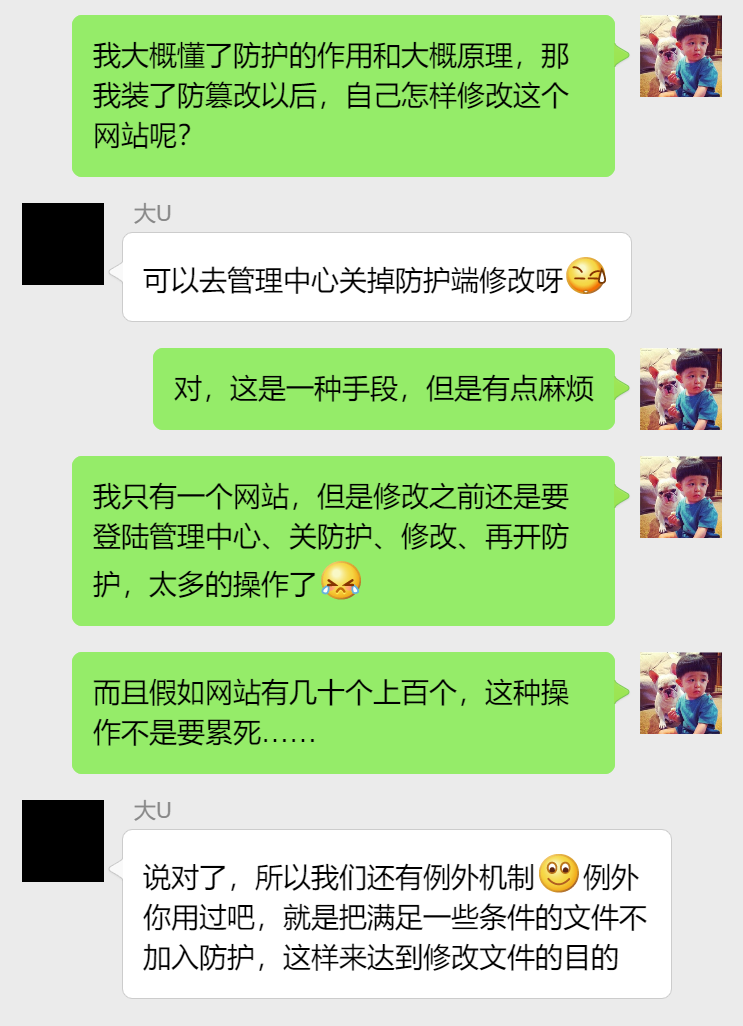 我大概懂了防护的作用和大概原理，那
我装了防篡改以后，自己怎样修改这个
网站呢？
大U
可以去管理中心关掉防护端修改呀
对，这是一种手段，但是有点麻烦
我只有一个网站，但是修改之前还是要
登陆管理中心、关防护、修改、再开防
护，太多的操作了
而且假如网站有几十个上百个，这种操
作不是要累死……
大U
说对了，所以我们还有例外机制例外
你用过吧，就是把满足一些条件的文件不
加入防护，这样来达到修改文件的目的